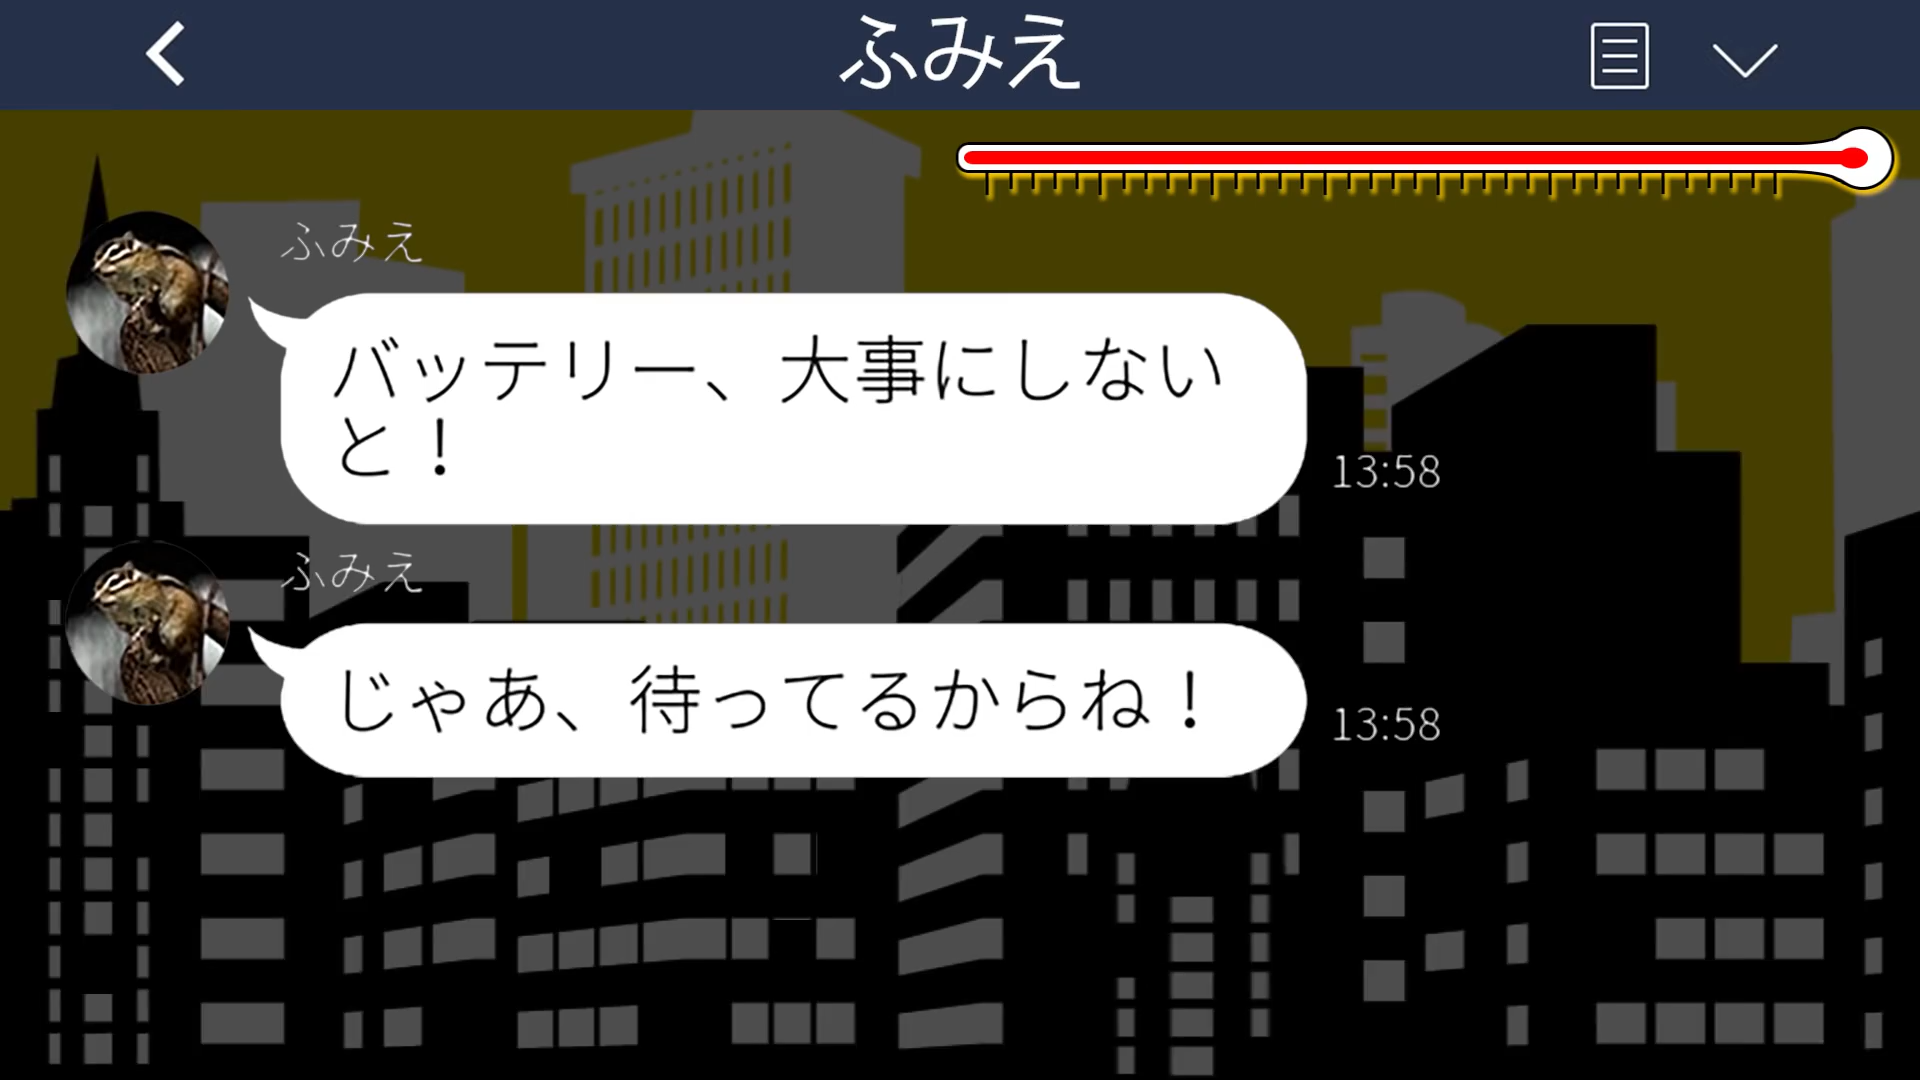 ふみえ
ふみえ
バッテリー、大事にしない
と！
13:58
ふみえ
じゃあ、待ってるからね！
13:58